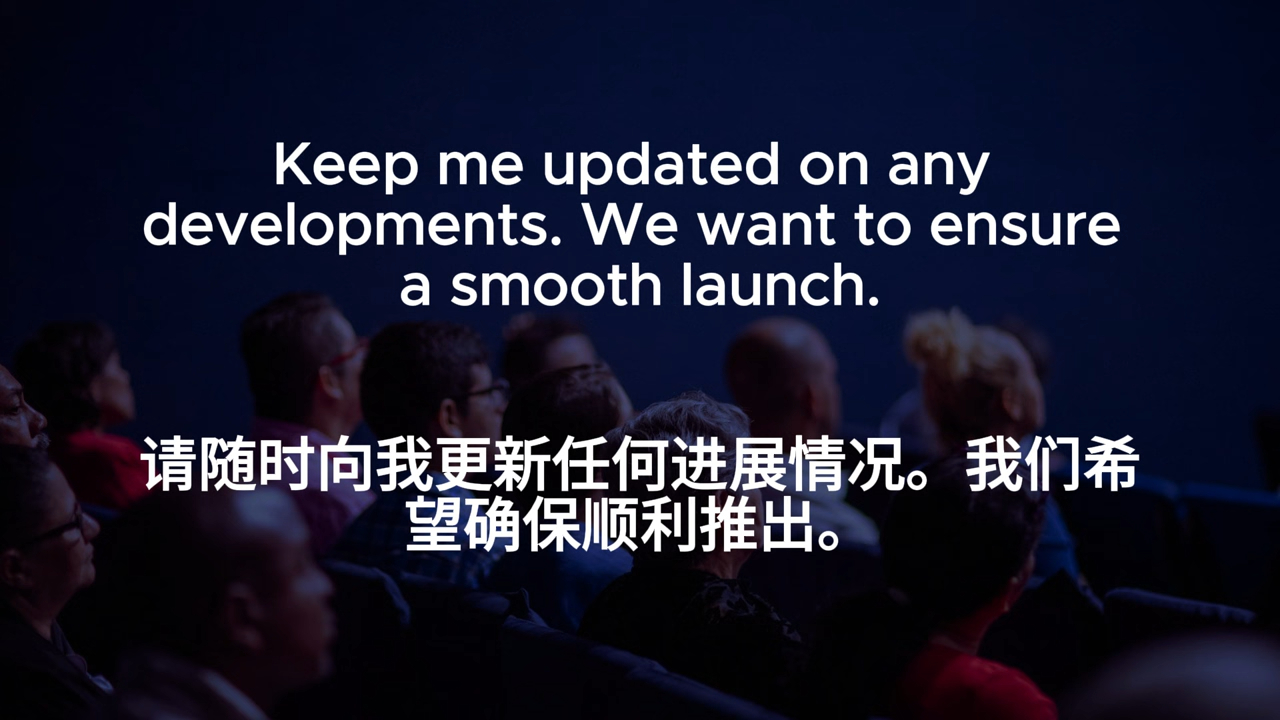 Keep me updated on any
developments. We want to ensure
a smooth launch.
请随时向我更新任何进展情况。我们希
望确保顺利推出。